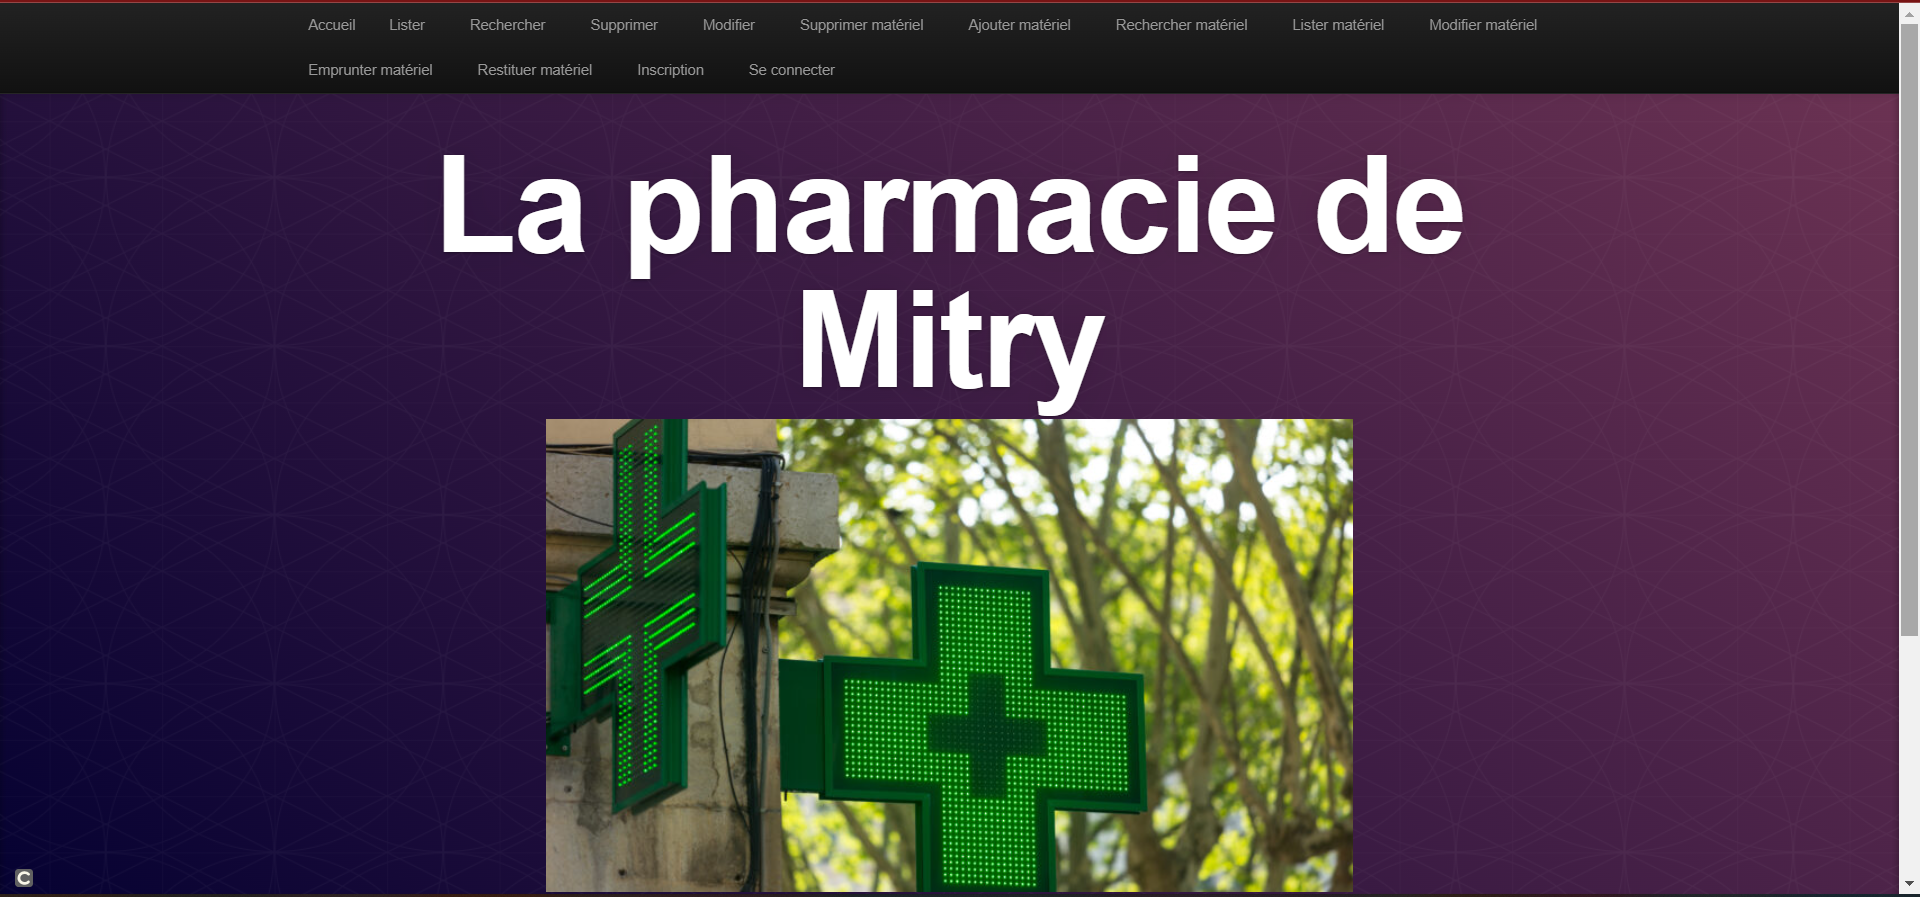 Accueil Lister Rechercher Supprimer Modifier Supprimer matériel Ajouter matériel Rechercher matériel Lister matériel Modifier matériel
Emprunter matériel Restituer matériel Inscription Se connecter
La pharmacie de
Mitry
C